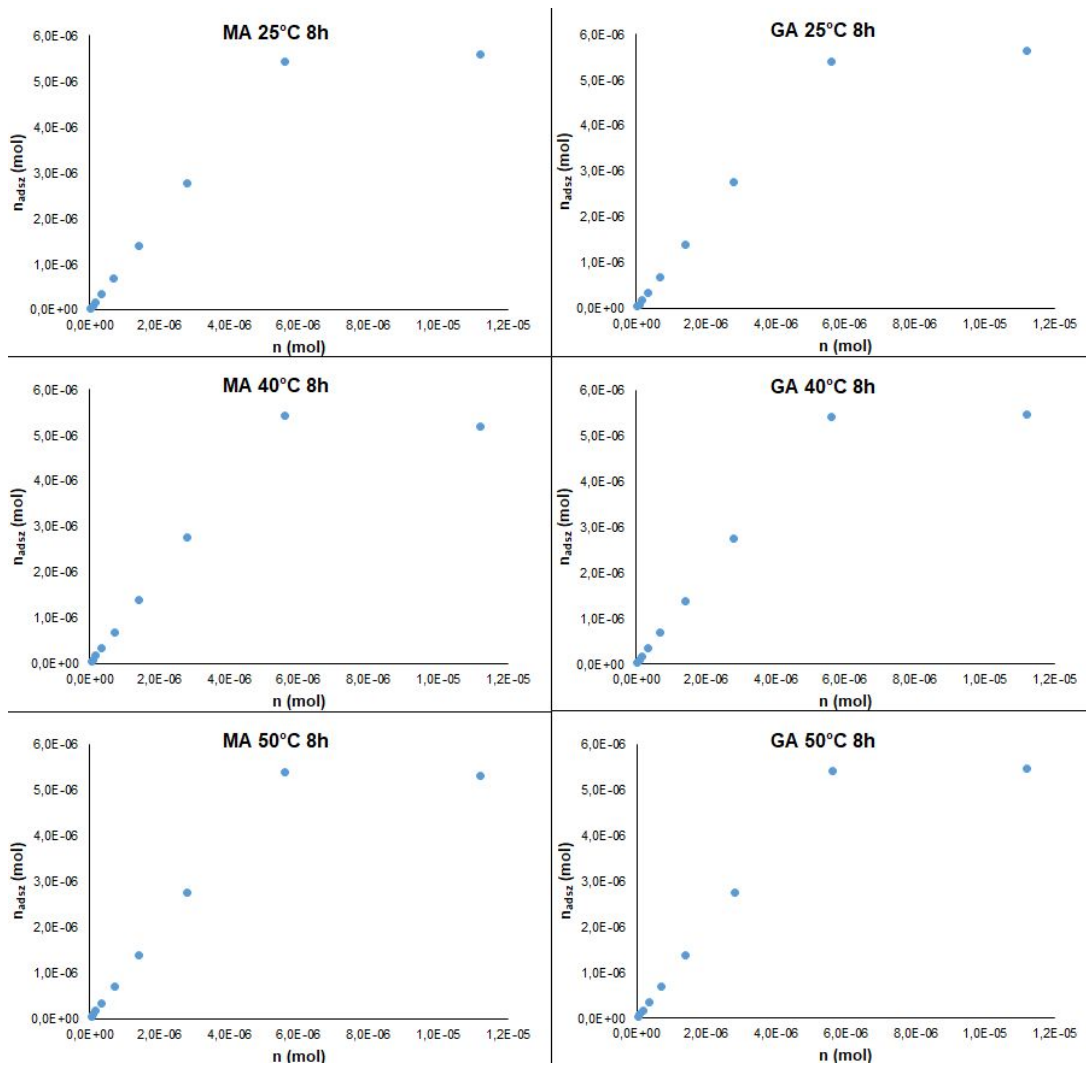 MA 25°C 8h
6,0E-06
5,0E-06
4,0E-06
3,0E-06
2,0E-06
1,0E-06
0,0E+00
n_adsz (mol)
0,0E+00 2,0E-06 4,0E-06 6,0E-06 8,0E-06 1,0E-05 1,2E-05
n (mol)
GA 25°C 8h
6,0E-06
5,0E-06
4,0E-06
3,0E-06
2,0E-06
1,0E-06
0,0E+00
n_adsz (mol)
0,0E+00 2,0E-06 4,0E-06 6,0E-06 8,0E-06 1,0E-05 1,2E-05
n (mol)
MA 40°C 8h
6,0E-06
5,0E-06
4,0E-06
3,0E-06
2,0E-06
1,0E-06
0,0E+00
n_adsz (mol)
0,0E+00 2,0E-06 4,0E-06 6,0E-06 8,0E-06 1,0E-05 1,2E-05
n (mol)
GA 40°C 8h
6,0E-06
5,0E-06
4,0E-06
3,0E-06
2,0E-06
1,0E-06
0,0E+00
n_adsz (mol)
0,0E+00 2,0E-06 4,0E-06 6,0E-06 8,0E-06 1,0E-05 1,2E-05
n (mol)
MA 50°C 8h
6,0E-06
5,0E-06
4,0E-06
3,0E-06
2,0E-06
1,0E-06
0,0E+00
n_adsz (mol)
0,0E+00 2,0E-06 4,0E-06 6,0E-06 8,0E-06 1,0E-05 1,2E-05
n (mol)
GA 50°C 8h
6,0E-06
5,0E-06
4,0E-06
3,0E-06
2,0E-06
1,0E-06
0,0E+00
n_adsz (mol)
0,0E+00 2,0E-06 4,0E-06 6,0E-06 8,0E-06 1,0E-05 1,2E-05
n (mol)